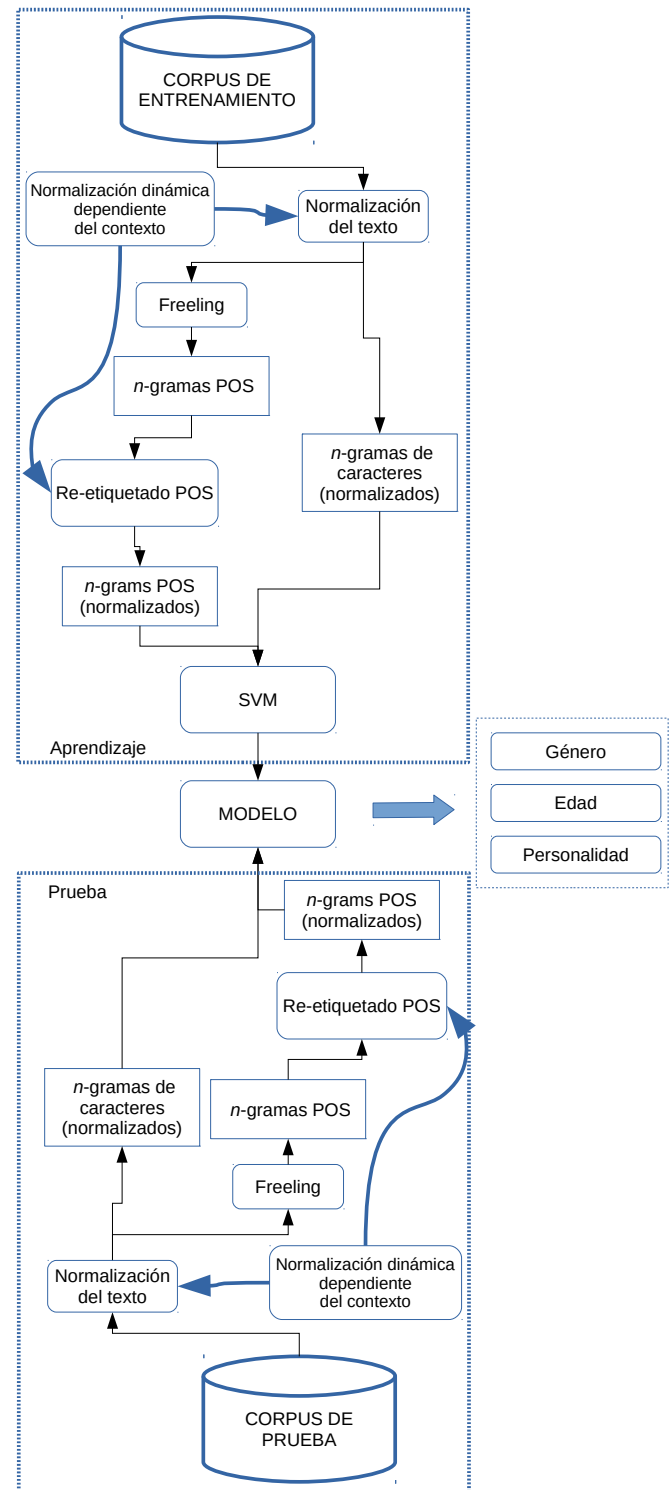 CORPUS DE
ENTRENAMIENTO
Normalización dinámica
dependiente
del contexto
Normalización
del texto
Freeling
n-gramas POS
n-gramas de
caracteres
(normalizados)
Re-etiquetado POS
n-grams POS
(normalizados)
SVM
Aprendizaje
MODELO
Género
Edad
Personalidad
Prueba
n-grams POS
(normalizados)
Re-etiquetado POS
n-gramas de
caracteres
(normalizados)
n-gramas POS
Freeling
Normalización
del texto
Normalización dinámica
dependiente
del contexto
CORPUS DE
PRUEBA